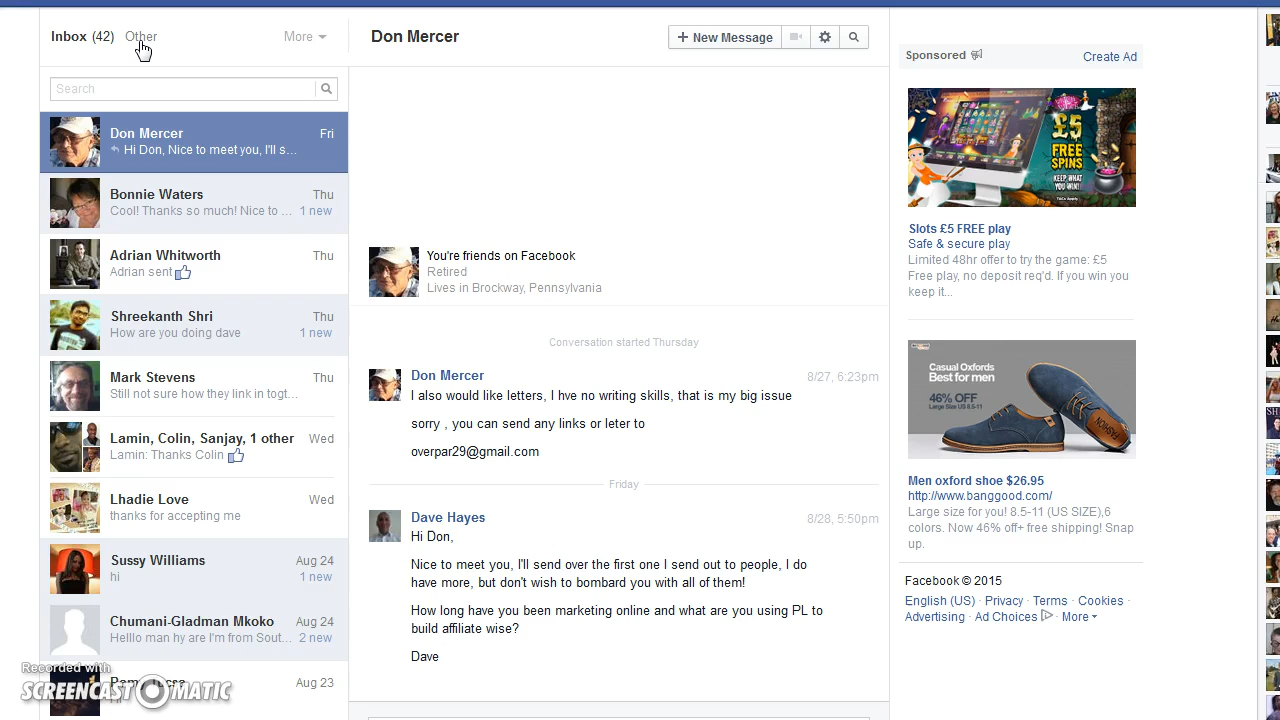 Inbox (42) Other More
Don Mercer
New Message
Search
Don Mercer Fri
Hi Don, Nice to meet you, I'll s...
Bonnie Waters Thu
Cool! Thanks so much! Nice to ... 1 new
Adrian Whitworth Thu
Adrian sent
Shreekanth Shri Thu
How are you doing dave 1 new
Mark Stevens Thu
Still not sure how they link in togt...
Lamin, Colin, Sanjay, 1 other Wed
Lamin: Thanks Colin
Lhadie Love Wed
thanks for accepting me
Sussy Williams Aug 24
hi 1 new
Chumani-Gladman Mkoko Aug 24
Helllo man hy are I'm from Sout... 2 new
Aug 23
Recorded with
SCREENCAST MATIC
You're friends on Facebook
Retired
Lives in Brockway, Pennsylvania
Conversation started Thursday
Don Mercer 8/27, 6:23pm
I also would like letters, I hve no writing skills, that is my big issue
sorry , you can send any links or leter to
overpar29@gmail.com
Friday
Dave Hayes 8/28, 5:50pm
Hi Don,
Nice to meet you, I'll send over the first one I send out to people, I do
have more, but don't wish to bombard you with all of them!
How long have you been marketing online and what are you using PL to
build affiliate wise?
Dave
Sponsored Create Ad
£5
FREE
SPINS
KEEP WHAT
YOU WIN!
T&Cs Apply
Slots £5 FREE play
Safe & secure play
Limited 48hr offer to try the game: £5
Free play, no deposit req'd. If you win you
keep it...
Casual Oxfords
Best for men
46% OFF
Large Size US 8.5-11
FASHION
Men oxford shoe $26.95
http://www.banggood.com/
Large size for you! 8.5-11 (US SIZE),6
colors. Now 46% off+ free shipping! Snap
up.
Facebook © 2015
English (US) · Privacy · Terms · Cookies ·
Advertising · Ad Choices · More